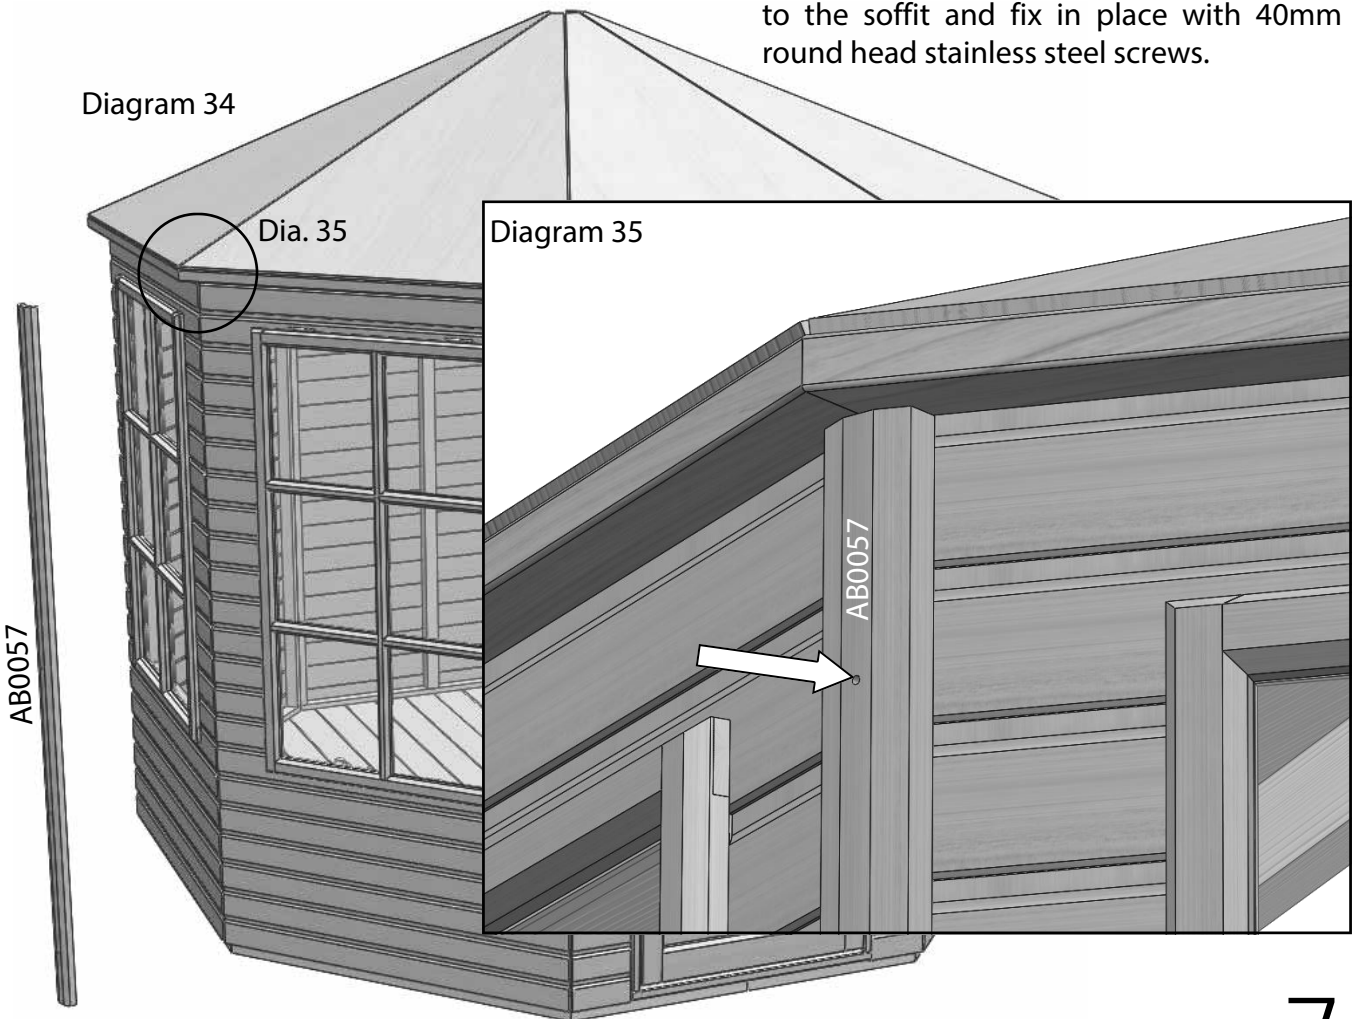 to the soffit and fix in place with 40mm
round head stainless steel screws.
Diagram 34
Dia. 35
Diagram 35
AB0057
AB0057